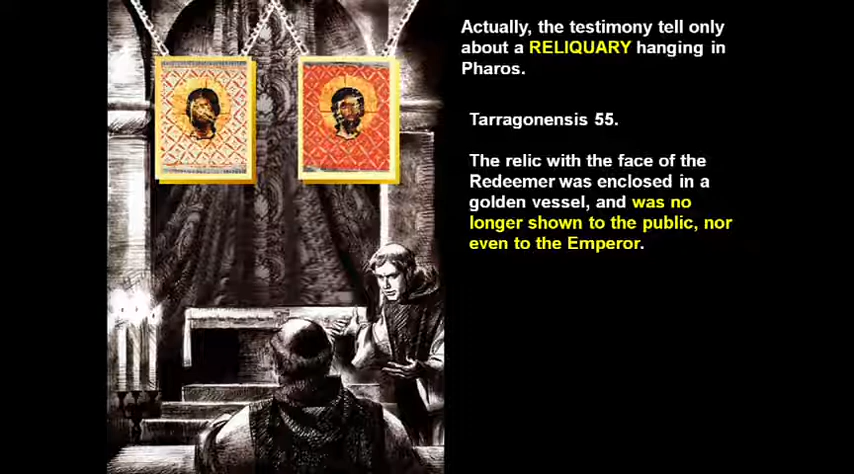 Actually, the testimony tell only
about a RELIQUARY hanging in
Pharos.
Tarragonensis 55.
The relic with the face of the
Redeemer was enclosed in a
golden vessel, and was no
longer shown to the public, nor
even to the Emperor.